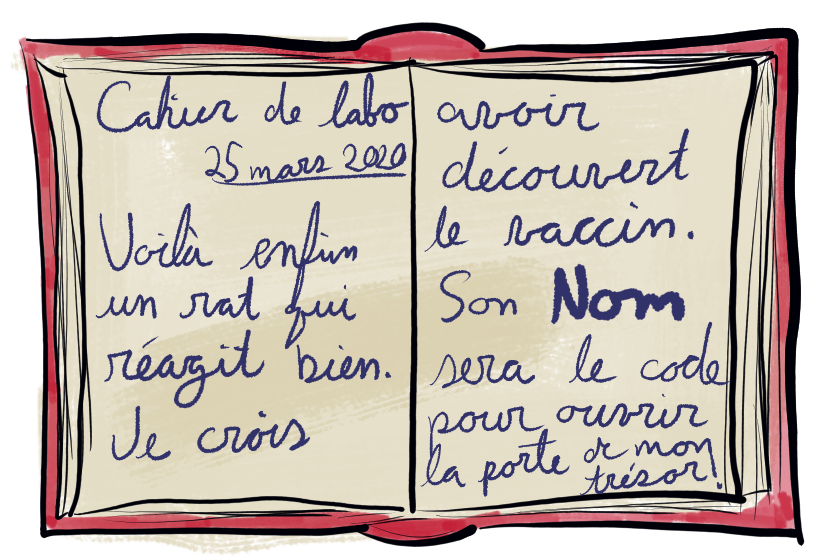 Cahier de labo
25 mars 2020
Voilà enfin
un rat qui
réagit bien.
Je crois
avoir
découvert
le vaccin.
Son Nom
sera le code
pour ouvrir
la porte de mon
trésor!